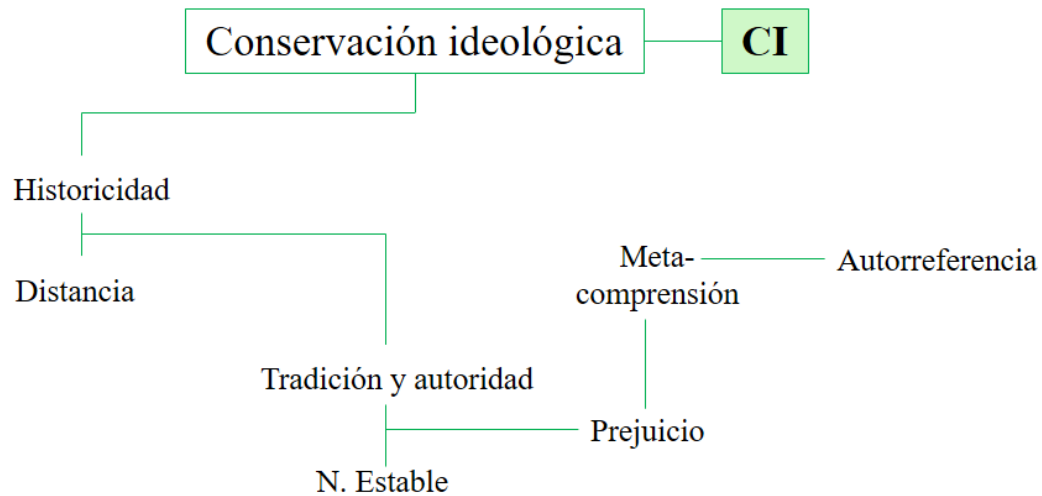 Conservación ideológica
CI
Historicidad
Distancia
Meta-
comprensión
Autorreferencia
Tradición y autoridad
Prejuicio
N. Estable